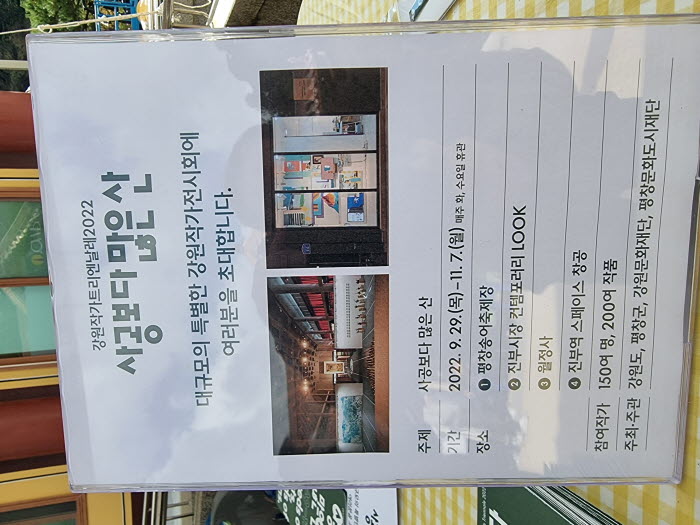 강원작가트리엔날레2022
사공보다 많은 산
대규모의 특별한 강원작가전시회에
여러분을 초대합니다.
주제 사공보다 많은 산
기간 2022. 9. 29.(목) – 11. 7.(월) 매주 화, 수요일 휴관
장소 ❶ 평창송어축제장
❷ 진부시장 컨템포러리 LOOK
❸ 월정사
❹ 진부역 스페이스 창공
참여작가 150여 명, 200여 작품
주최·주관 강원도, 평창군, 강원문화재단, 평창문화도시재단